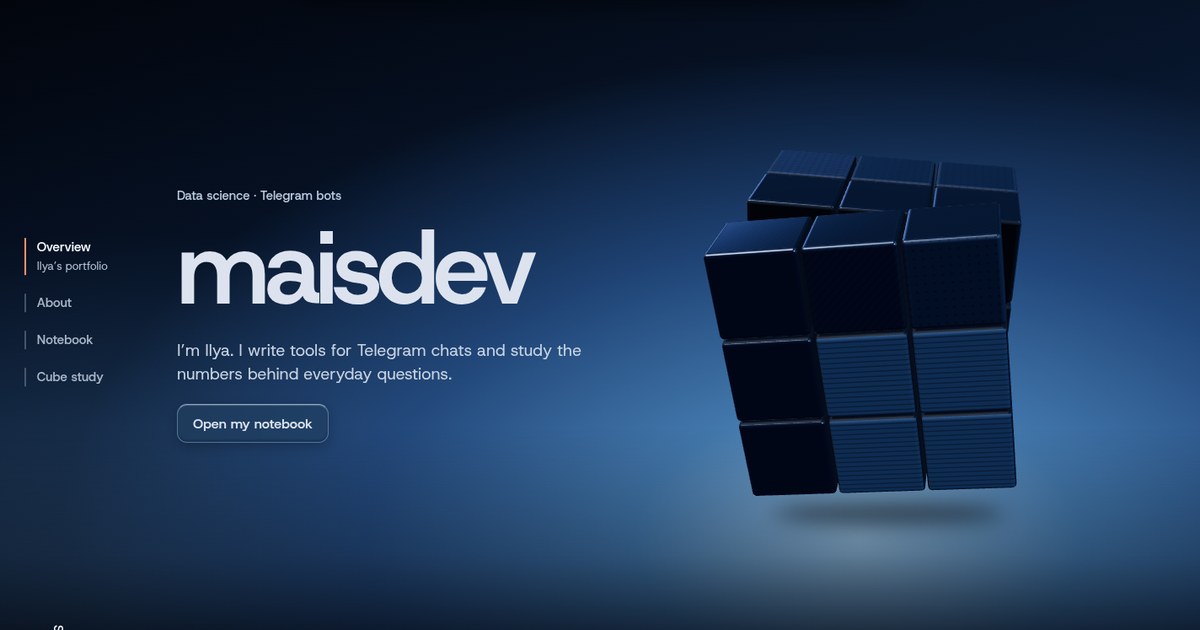 Data science · Telegram bots
maisdev
Overview
Ilya's portfolio
About
Notebook
Cube study
I'm Ilya. I write tools for Telegram chats and study the
numbers behind everyday questions.
Open my notebook